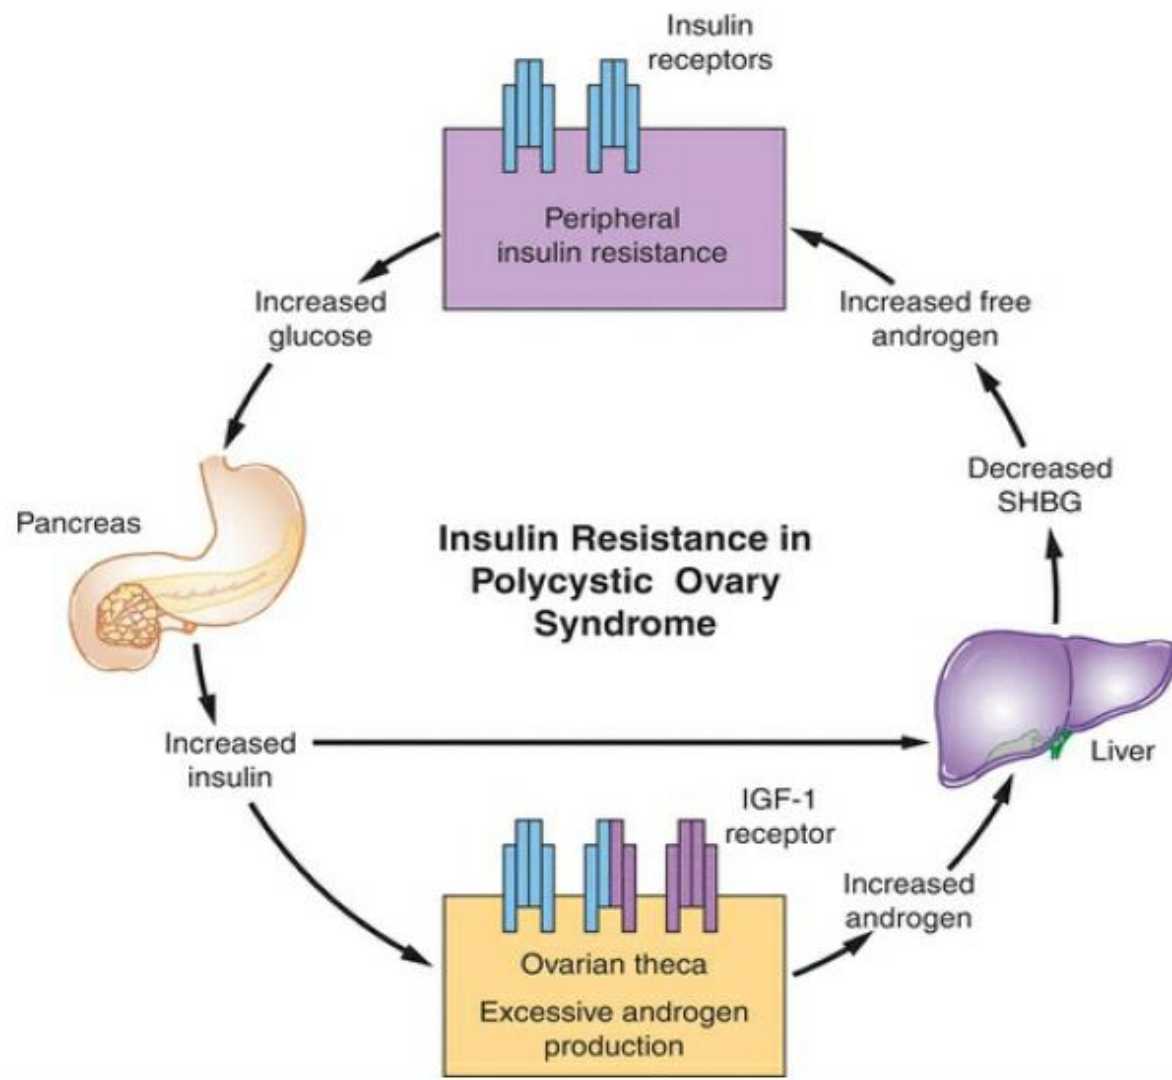 Insulin
receptors
Peripheral
insulin resistance
Increased
glucose
Increased free
androgen
Pancreas
Decreased
SHBG
Insulin Resistance in
Polycystic Ovary
Syndrome
Increased
insulin
Liver
IGF-1
receptor
Increased
androgen
Ovarian theca
Excessive androgen
production